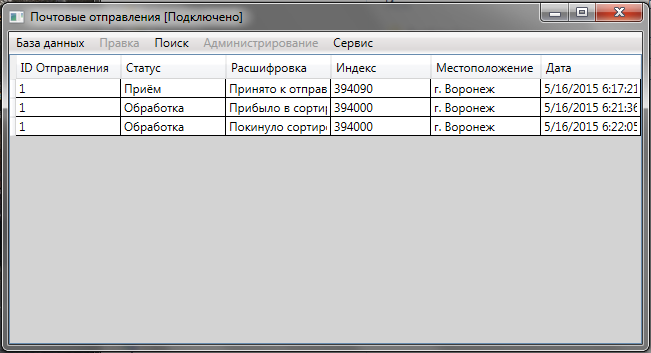 Почтовые отправления [Подключено]
База данных Правка Поиск Администрирование Сервис
ID Отправления Статус Расшифровка Индекс Местоположение Дата
1 Приём Принято к отправ 394090 г. Воронеж 5/16/2015 6:17:21
1 Обработка Прибыло в сортир 394000 г. Воронеж 5/16/2015 6:21:36
1 Обработка Покинуло сортиро 394000 г. Воронеж 5/16/2015 6:22:05